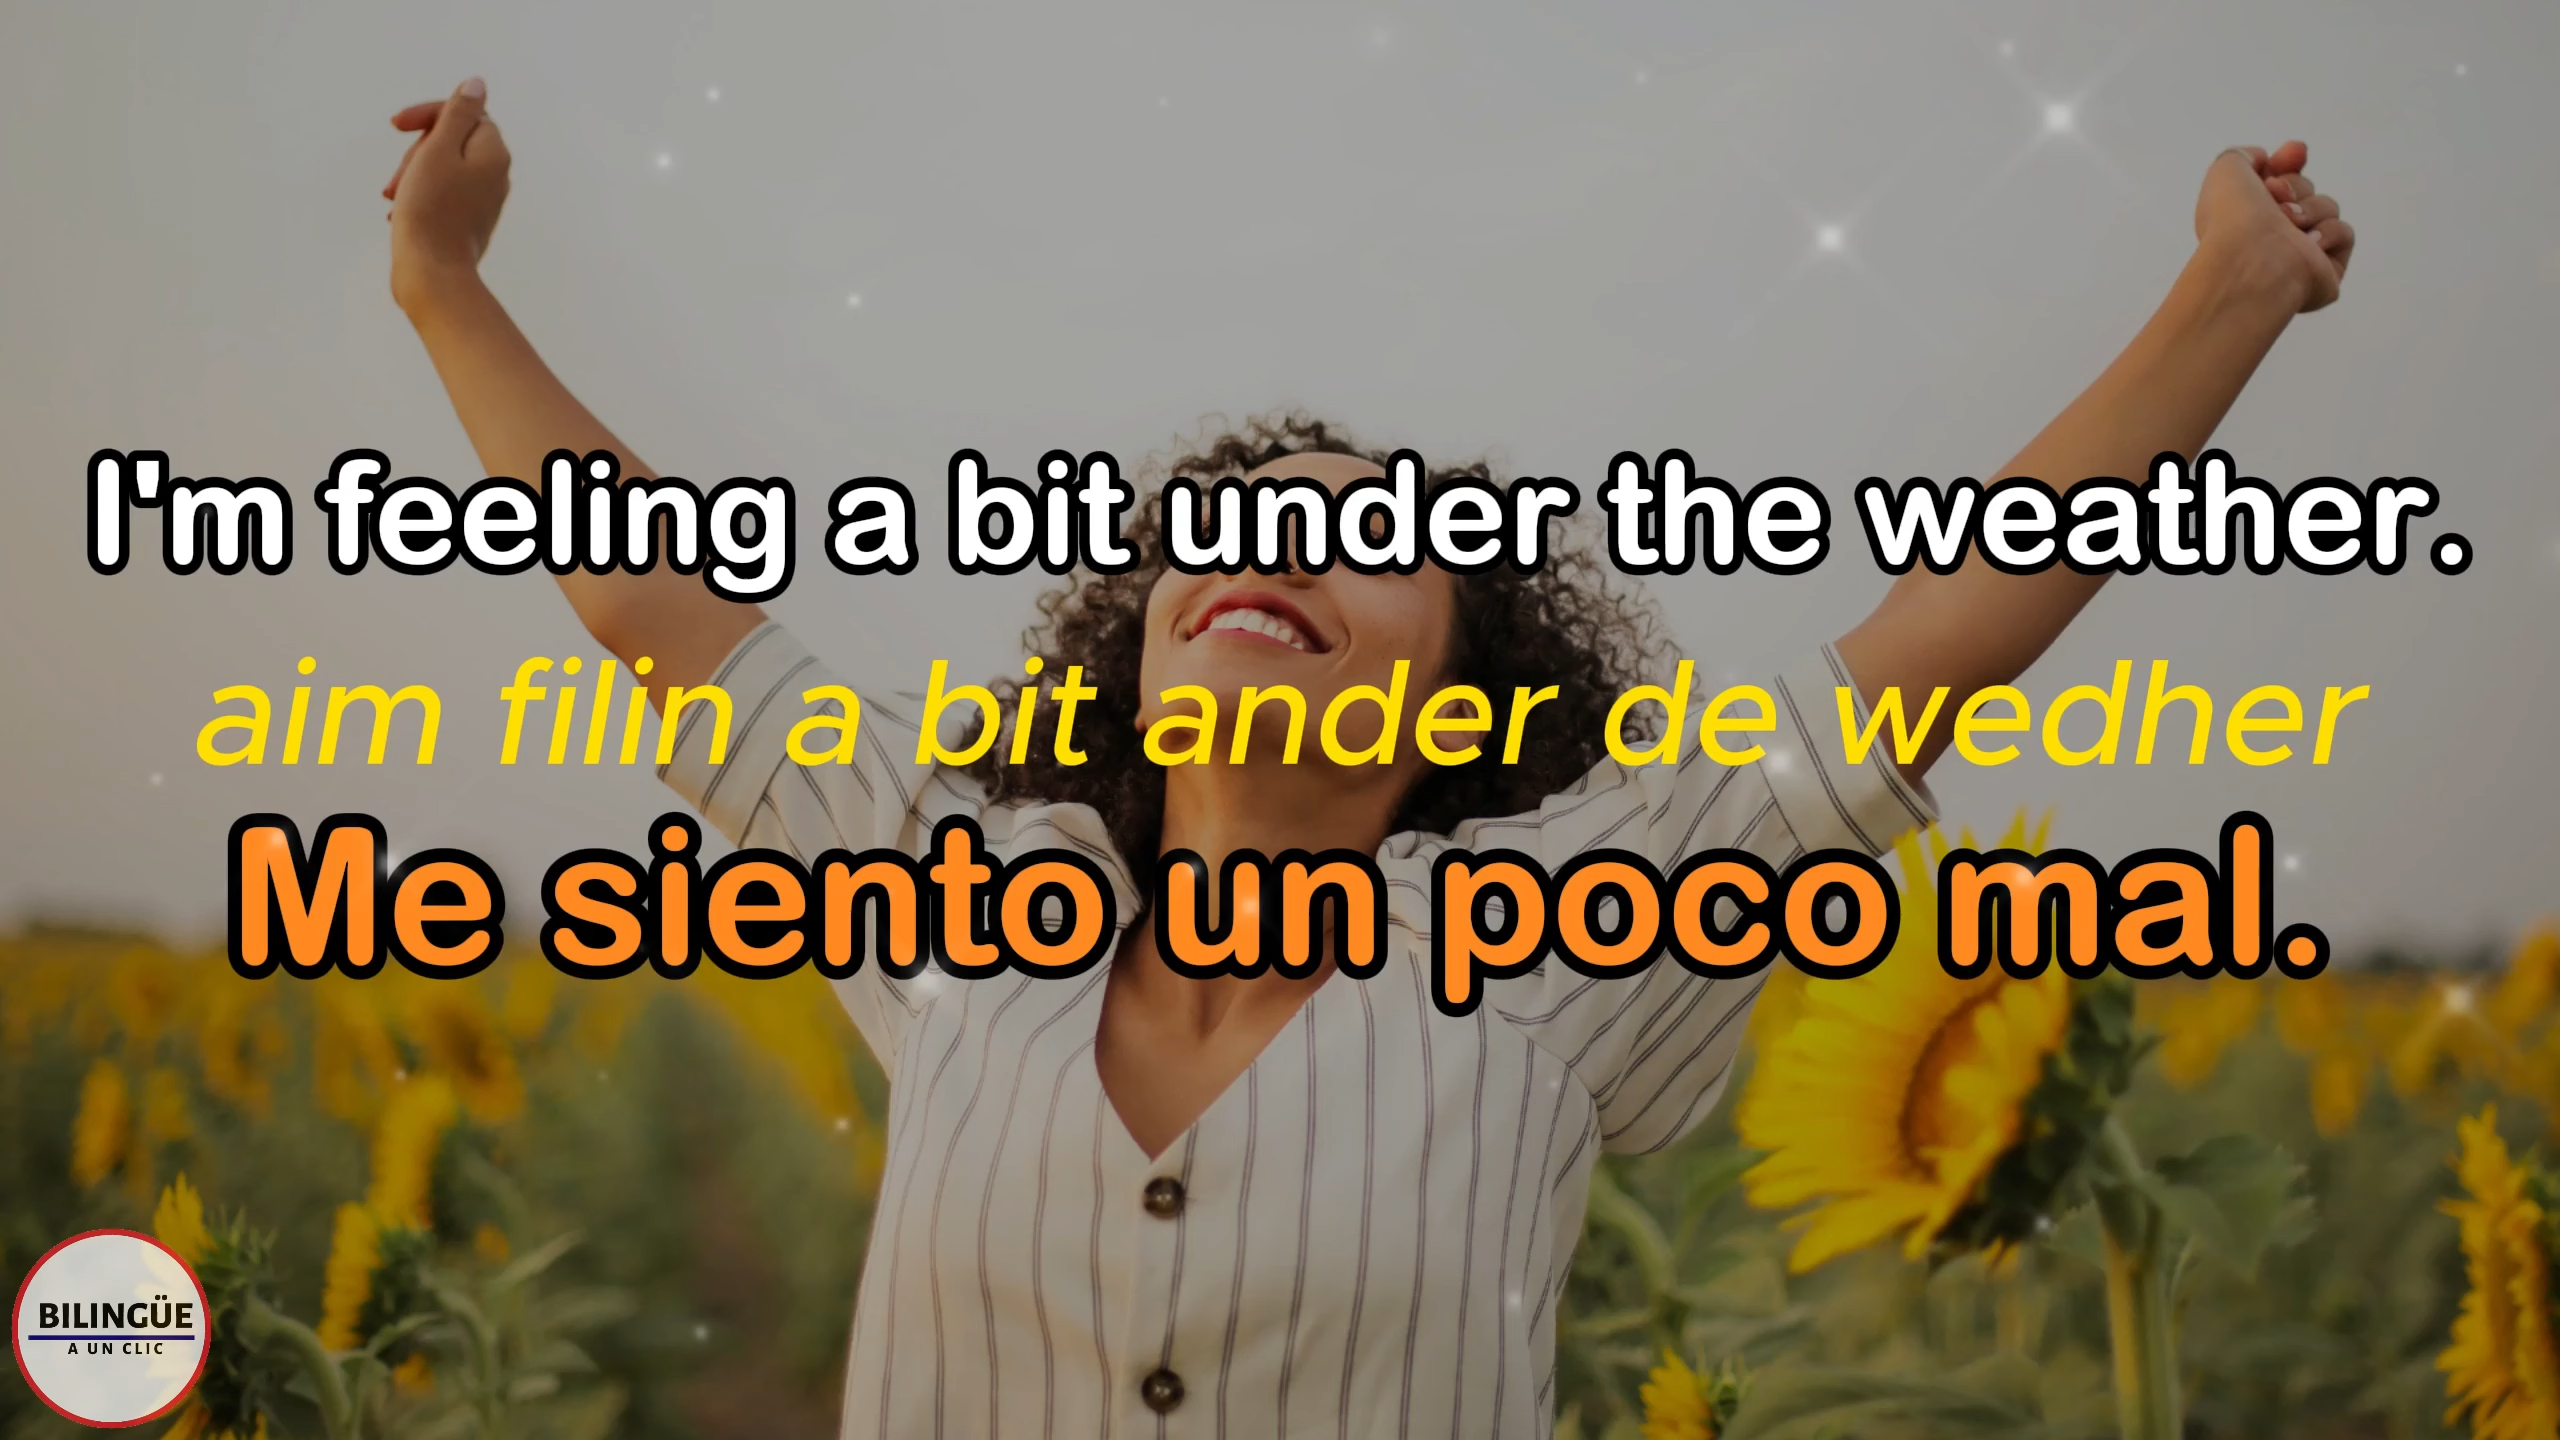 I'm feeling a bit under the weather.
aim filin a bit ander de wedher
Me siento un poco mal.
BILINGÜE
A UN CLIC